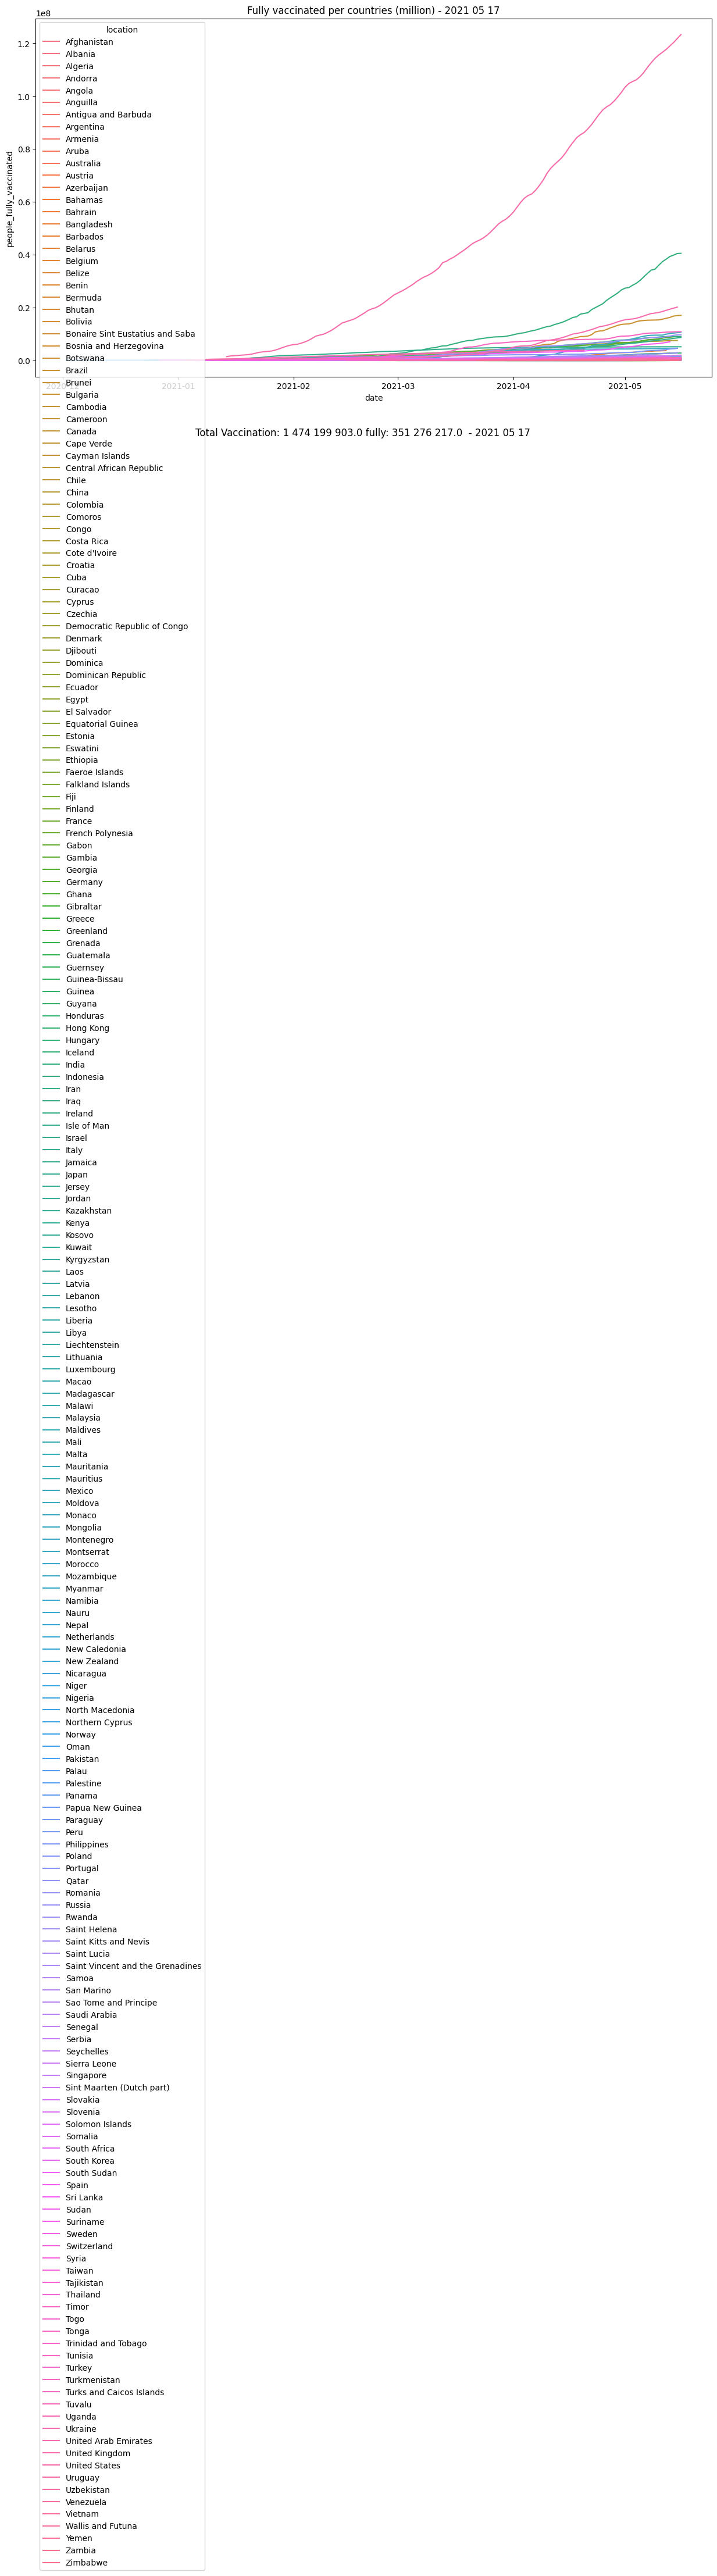 Fully vaccinated per countries (million) - 2021 05 17
1e8
people_fully_vaccinated
1.2
1.0
0.8
0.6
0.4
0.2
0.0
2021-01
2021-02
2021-03
2021-04
2021-05
date
Total Vaccination: 1 474 199 903.0 fully: 351 276 217.0  - 2021 05 17
location
Afghanistan
Albania
Algeria
Andorra
Angola
Anguilla
Antigua and Barbuda
Argentina
Armenia
Aruba
Australia
Austria
Azerbaijan
Bahamas
Bahrain
Bangladesh
Barbados
Belarus
Belgium
Belize
Benin
Bermuda
Bhutan
Bolivia
Bonaire Sint Eustatius and Saba
Bosnia and Herzegovina
Botswana
Brazil
Brunei
Bulgaria
Cambodia
Cameroon
Canada
Cape Verde
Cayman Islands
Central African Republic
Chile
China
Colombia
Comoros
Congo
Costa Rica
Cote d'Ivoire
Croatia
Cuba
Curacao
Cyprus
Czechia
Democratic Republic of Congo
Denmark
Djibouti
Dominica
Dominican Republic
Ecuador
Egypt
El Salvador
Equatorial Guinea
Estonia
Eswatini
Ethiopia
Faeroe Islands
Falkland Islands
Fiji
Finland
France
French Polynesia
Gabon
Gambia
Georgia
Germany
Ghana
Gibraltar
Greece
Greenland
Grenada
Guatemala
Guernsey
Guinea-Bissau
Guinea
Guyana
Honduras
Hong Kong
Hungary
Iceland
India
Indonesia
Iran
Iraq
Ireland
Isle of Man
Israel
Italy
Jamaica
Japan
Jersey
Jordan
Kazakhstan
Kenya
Kosovo
Kuwait
Kyrgyzstan
Laos
Latvia
Lebanon
Lesotho
Liberia
Libya
Liechtenstein
Lithuania
Luxembourg
Macao
Madagascar
Malawi
Malaysia
Maldives
Mali
Malta
Mauritania
Mauritius
Mexico
Moldova
Monaco
Mongolia
Montenegro
Montserrat
Morocco
Mozambique
Myanmar
Namibia
Nauru
Nepal
Netherlands
New Caledonia
New Zealand
Nicaragua
Niger
Nigeria
North Macedonia
Northern Cyprus
Norway
Oman
Pakistan
Palau
Palestine
Panama
Papua New Guinea
Paraguay
Peru
Philippines
Poland
Portugal
Qatar
Romania
Russia
Rwanda
Saint Helena
Saint Kitts and Nevis
Saint Lucia
Saint Vincent and the Grenadines
Samoa
San Marino
Sao Tome and Principe
Saudi Arabia
Senegal
Serbia
Seychelles
Sierra Leone
Singapore
Sint Maarten (Dutch part)
Slovakia
Slovenia
Solomon Islands
Somalia
South Africa
South Korea
South Sudan
Spain
Sri Lanka
Sudan
Suriname
Sweden
Switzerland
Syria
Taiwan
Tajikistan
Thailand
Timor
Togo
Tonga
Trinidad and Tobago
Tunisia
Turkey
Turkmenistan
Turks and Caicos Islands
Tuvalu
Uganda
Ukraine
United Arab Emirates
United Kingdom
United States
Uruguay
Uzbekistan
Venezuela
Vietnam
Wallis and Futuna
Yemen
Zambia
Zimbabwe